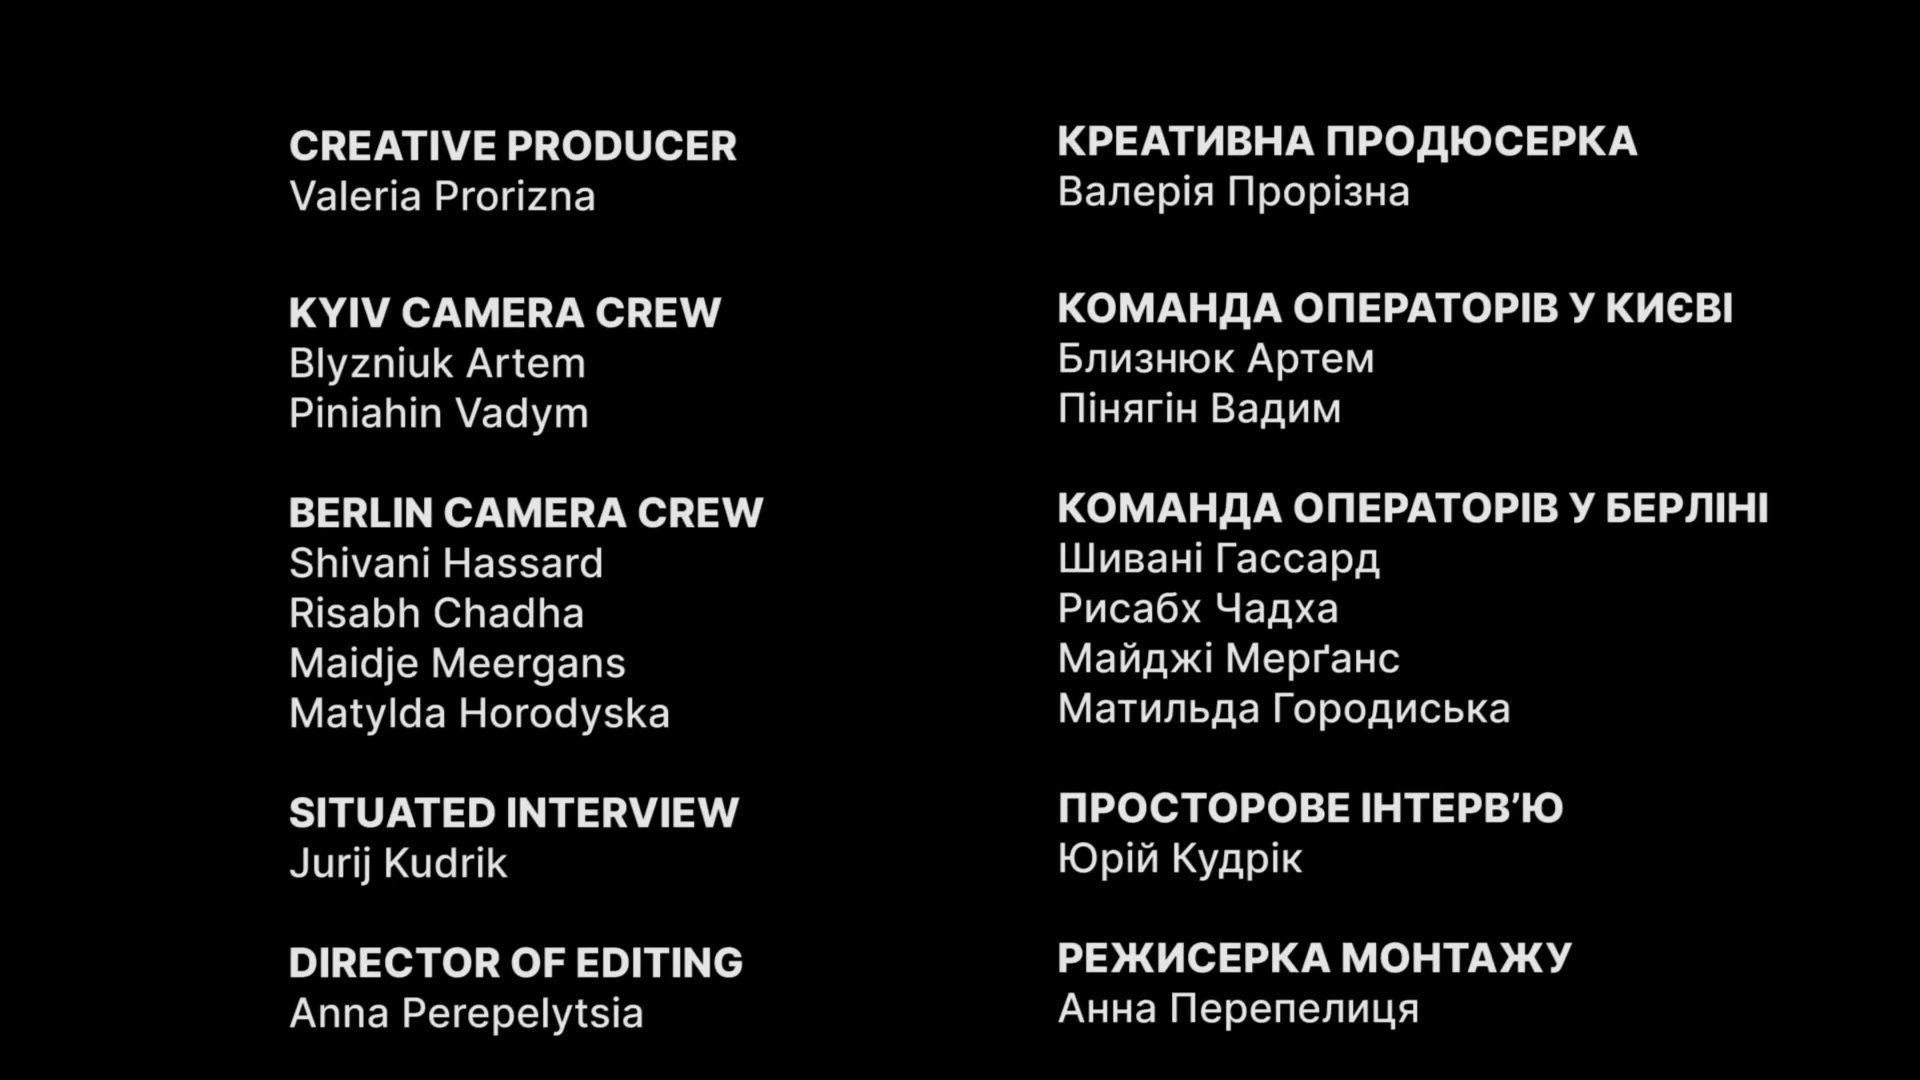 CREATIVE PRODUCER
Valeria Prorizna
KYIV CAMERA CREW
Blyzniuk Artem
Piniahin Vadym
BERLIN CAMERA CREW
Shivani Hassard
Risabh Chadha
Maidje Meergans
Matylda Horodyska
SITUATED INTERVIEW
Jurij Kudrik
DIRECTOR OF EDITING
Anna Perepelytsia
КРЕАТИВНА ПРОДЮСЕРКА
Валерія Прорізна
КОМАНДА ОПЕРАТОРІВ У КИЄВІ
Близнюк Артем
Пінягін Вадим
КОМАНДА ОПЕРАТОРІВ У БЕРЛІНІ
Шивані Гассард
Рисабх Чадха
Майджі Мерґанс
Матильда Городиська
ПРОСТОРОВЕ ІНТЕРВ’Ю
Юрій Кудрік
РЕЖИСЕРКА МОНТАЖУ
Анна Перепелиця